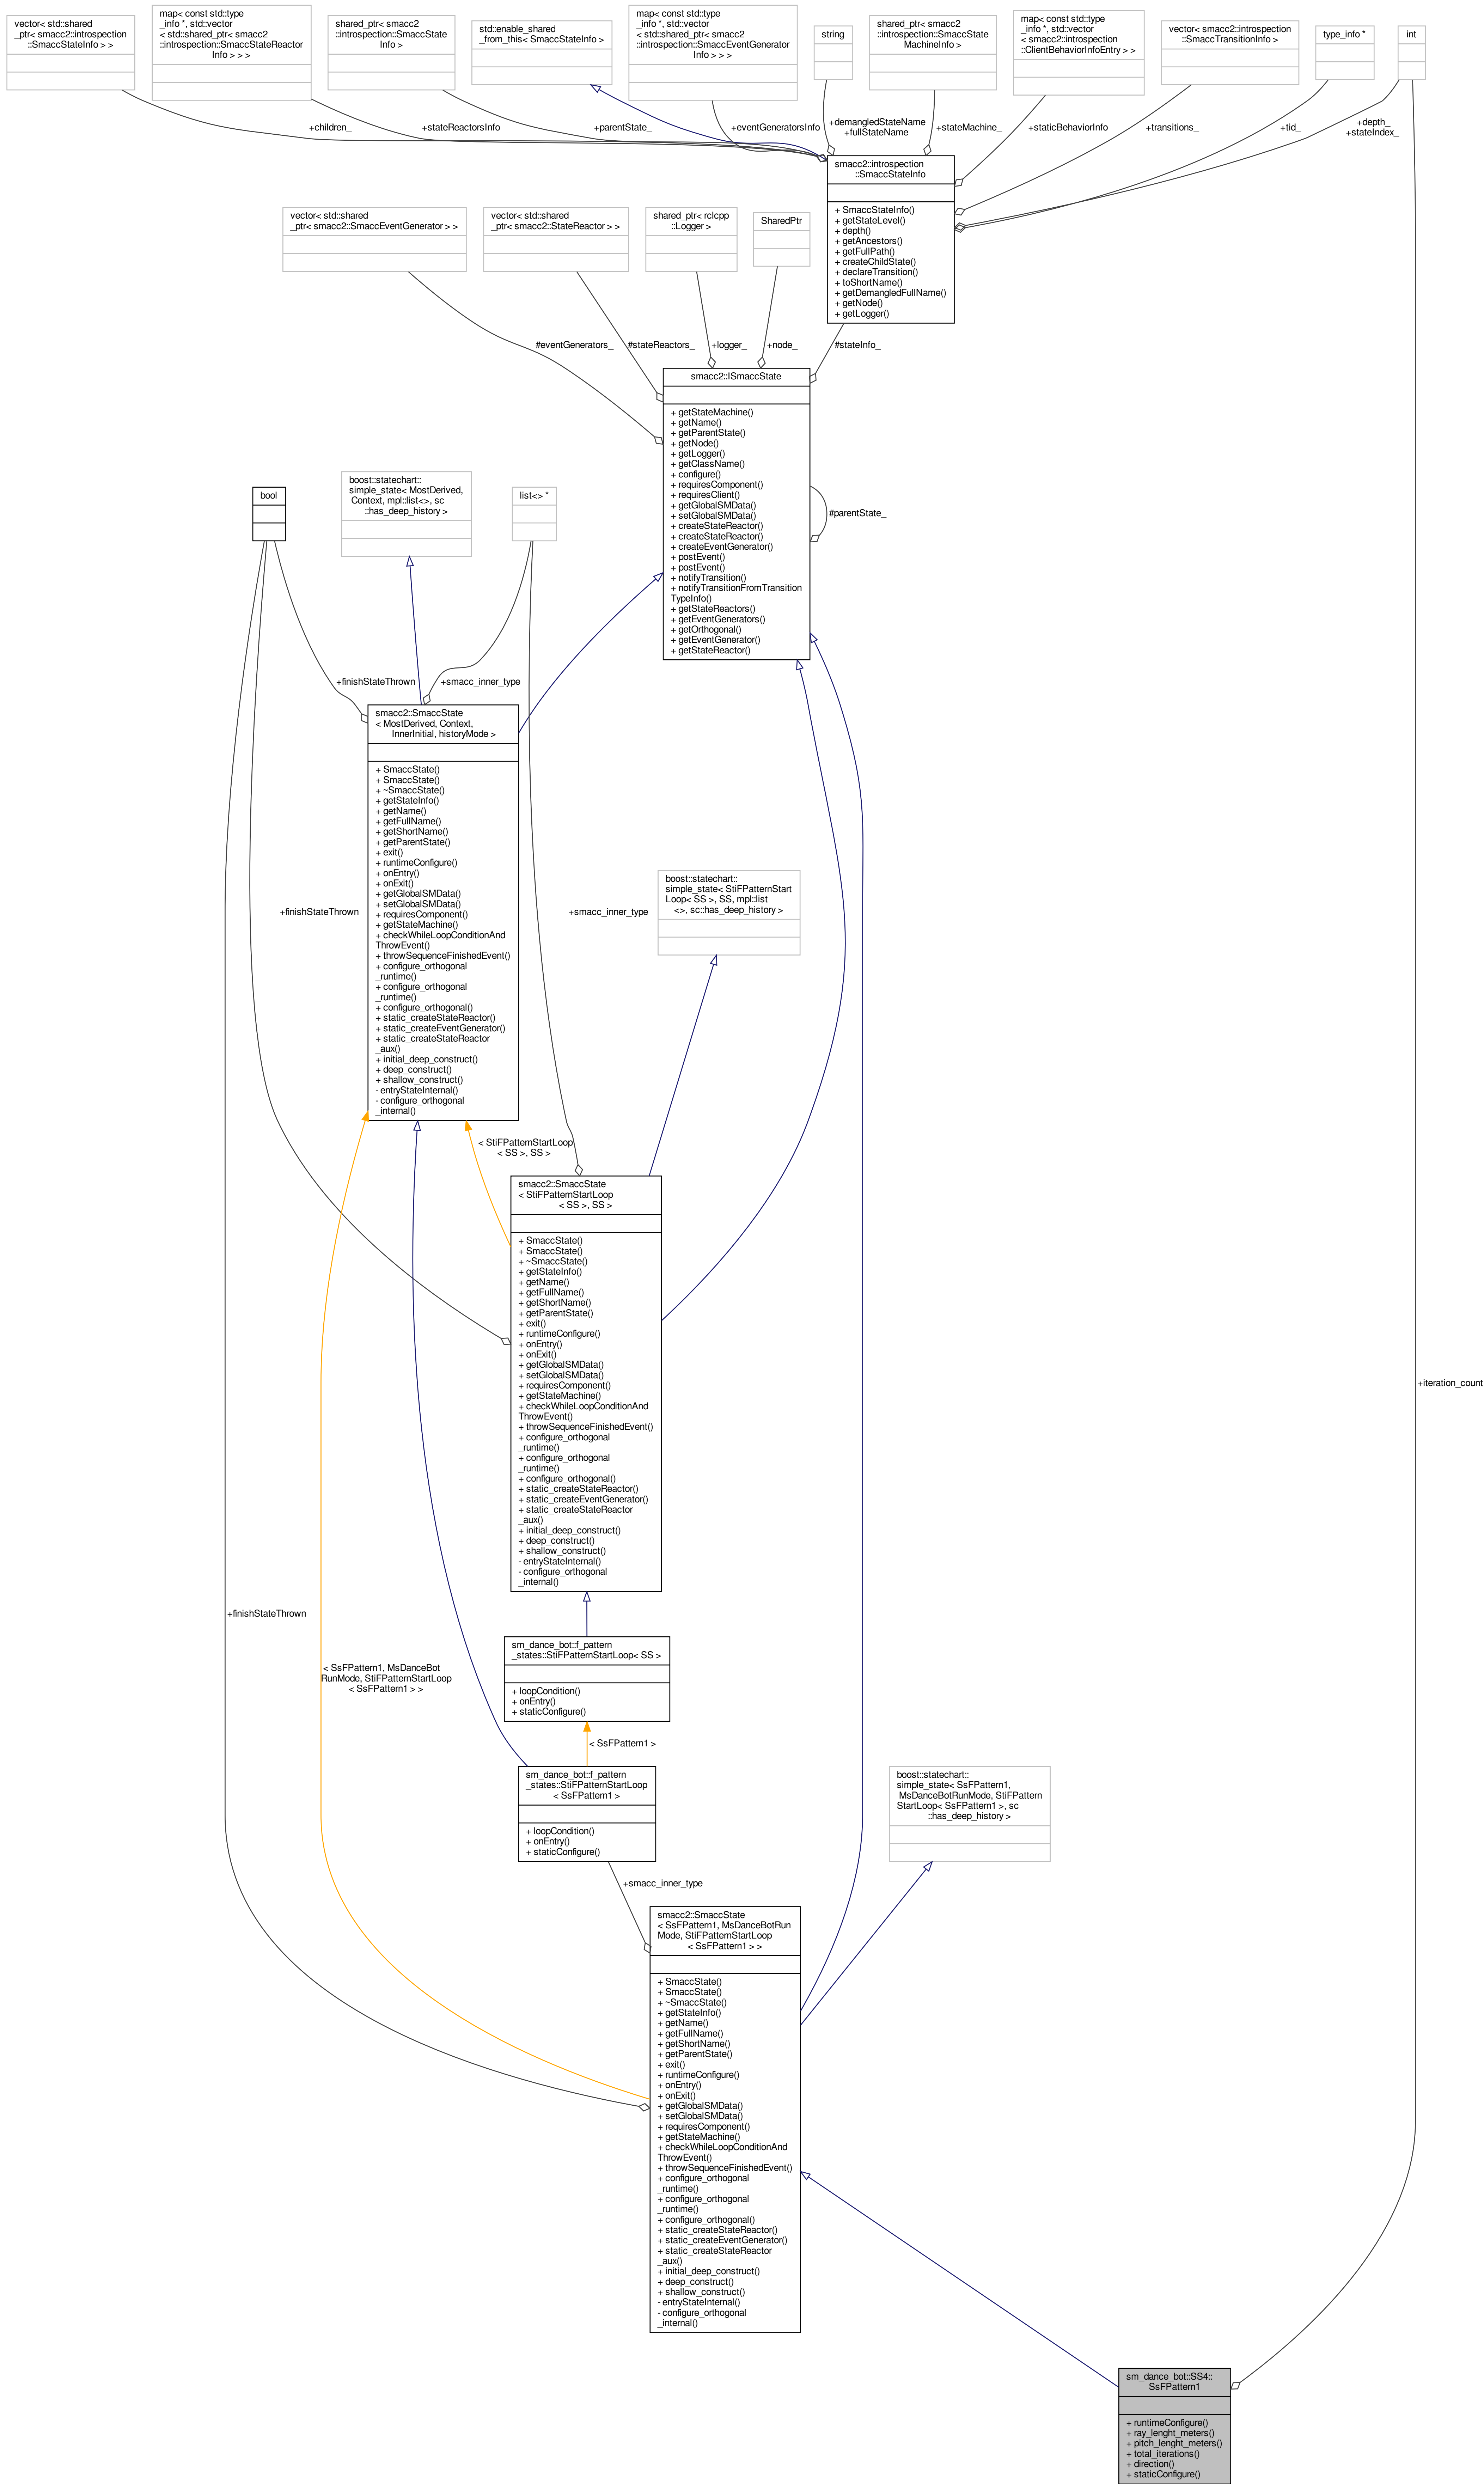 vector< std::shared
_ptr< smacc2::introspection
::SmaccStateInfo > >
map< const std::type
_info *, std::vector
< std::shared_ptr< smacc2
::introspection::SmaccStateReactor
Info > > >
shared_ptr< smacc2
::introspection::SmaccState
Info >
std::enable_shared
_from_this< SmaccStateInfo >
map< const std::type
_info *, std::vector
< std::shared_ptr< smacc2
::introspection::SmaccEventGenerator
Info > > >
string
shared_ptr< smacc2
::introspection::SmaccState
MachineInfo >
map< const std::type
_info *, std::vector
< smacc2::introspection
::ClientBehaviorInfoEntry > >
vector< smacc2::introspection
::SmaccTransitionInfo >
type_info *
int
+children_
+stateReactorsInfo
+parentState_
+eventGeneratorsInfo
+demangledStateName
+fullStateName
+stateMachine_
+staticBehaviorInfo
+transitions_
+tid_
+depth_
+stateIndex_
smacc2::introspection
::SmaccStateInfo
+ SmaccStateInfo()
+ getStateLevel()
+ depth()
+ getAncestors()
+ getFullPath()
+ createChildState()
+ declareTransition()
+ toShortName()
+ getDemangledFullName()
+ getNode()
+ getLogger()
vector< std::shared
_ptr< smacc2::SmaccEventGenerator > >
vector< std::shared
_ptr< smacc2::StateReactor > >
shared_ptr< rclcpp
::Logger >
SharedPtr
#eventGenerators_
#stateReactors_
+logger_
+node_
#stateInfo_
smacc2::ISmaccState
+ getStateMachine()
+ getName()
+ getParentState()
+ getNode()
+ getLogger()
+ getClassName()
+ configure()
+ requiresComponent()
+ requiresClient()
+ getGlobalSMData()
+ setGlobalSMData()
+ createStateReactor()
+ createStateReactor()
+ createEventGenerator()
+ postEvent()
+ postEvent()
+ notifyTransition()
+ notifyTransitionFromTransition
TypeInfo()
+ getStateReactors()
+ getEventGenerators()
+ getOrthogonal()
+ getEventGenerator()
+ getStateReactor()
#parentState_
bool
boost::statechart::
simple_state< MostDerived,
Context, mpl::list<>, sc
::has_deep_history >
list<> *
+finishStateThrown
+smacc_inner_type
smacc2::SmaccState
< MostDerived, Context,
InnerInitial, historyMode >
+ SmaccState()
+ SmaccState()
+ ~SmaccState()
+ getStateInfo()
+ getName()
+ getFullName()
+ getShortName()
+ getParentState()
+ exit()
+ runtimeConfigure()
+ onEntry()
+ onExit()
+ getGlobalSMData()
+ setGlobalSMData()
+ requiresComponent()
+ getStateMachine()
+ checkWhileLoopConditionAnd
ThrowEvent()
+ throwSequenceFinishedEvent()
+ configure_orthogonal
_runtime()
+ configure_orthogonal
_runtime()
+ configure_orthogonal()
+ static_createStateReactor()
+ static_createEventGenerator()
+ static_createStateReactor
_aux()
+ initial_deep_construct()
+ deep_construct()
+ shallow_construct()
- entryStateInternal()
- configure_orthogonal
_internal()
+finishStateThrown
+smacc_inner_type
boost::statechart::
simple_state< StiFPatternStart
Loop< SS >, SS, mpl::list
<>, sc::has_deep_history >
< StiFPatternStartLoop
< SS >, SS >
smacc2::SmaccState
< StiFPatternStartLoop
< SS >, SS >
+ SmaccState()
+ SmaccState()
+ ~SmaccState()
+ getStateInfo()
+ getName()
+ getFullName()
+ getShortName()
+ getParentState()
+ exit()
+ runtimeConfigure()
+ onEntry()
+ onExit()
+ getGlobalSMData()
+ setGlobalSMData()
+ requiresComponent()
+ getStateMachine()
+ checkWhileLoopConditionAnd
ThrowEvent()
+ throwSequenceFinishedEvent()
+ configure_orthogonal
_runtime()
+ configure_orthogonal
_runtime()
+ configure_orthogonal()
+ static_createStateReactor()
+ static_createEventGenerator()
+ static_createStateReactor
_aux()
+ initial_deep_construct()
+ deep_construct()
+ shallow_construct()
- entryStateInternal()
- configure_orthogonal
_internal()
+iteration_count
+finishStateThrown
< SsFPattern1, MsDanceBot
RunMode, StiFPatternStartLoop
< SsFPattern1 > >
sm_dance_bot::f_pattern
_states::StiFPatternStartLoop< SS >
+ loopCondition()
+ onEntry()
+ staticConfigure()
< SsFPattern1 >
sm_dance_bot::f_pattern
_states::StiFPatternStartLoop
< SsFPattern1 >
+ loopCondition()
+ onEntry()
+ staticConfigure()
boost::statechart::
simple_state< SsFPattern1,
MsDanceBotRunMode, StiFPattern
StartLoop< SsFPattern1 >, sc
::has_deep_history >
+smacc_inner_type
smacc2::SmaccState
< SsFPattern1, MsDanceBotRun
Mode, StiFPatternStartLoop
< SsFPattern1 > >
+ SmaccState()
+ SmaccState()
+ ~SmaccState()
+ getStateInfo()
+ getName()
+ getFullName()
+ getShortName()
+ getParentState()
+ exit()
+ runtimeConfigure()
+ onEntry()
+ onExit()
+ getGlobalSMData()
+ setGlobalSMData()
+ requiresComponent()
+ getStateMachine()
+ checkWhileLoopConditionAnd
ThrowEvent()
+ throwSequenceFinishedEvent()
+ configure_orthogonal
_runtime()
+ configure_orthogonal
_runtime()
+ configure_orthogonal()
+ static_createStateReactor()
+ static_createEventGenerator()
+ static_createStateReactor
_aux()
+ initial_deep_construct()
+ deep_construct()
+ shallow_construct()
- entryStateInternal()
- configure_orthogonal
_internal()
sm_dance_bot::SS4::
SsFPattern1
+ runtimeConfigure()
+ ray_lenght_meters()
+ pitch_lenght_meters()
+ total_iterations()
+ direction()
+ staticConfigure()